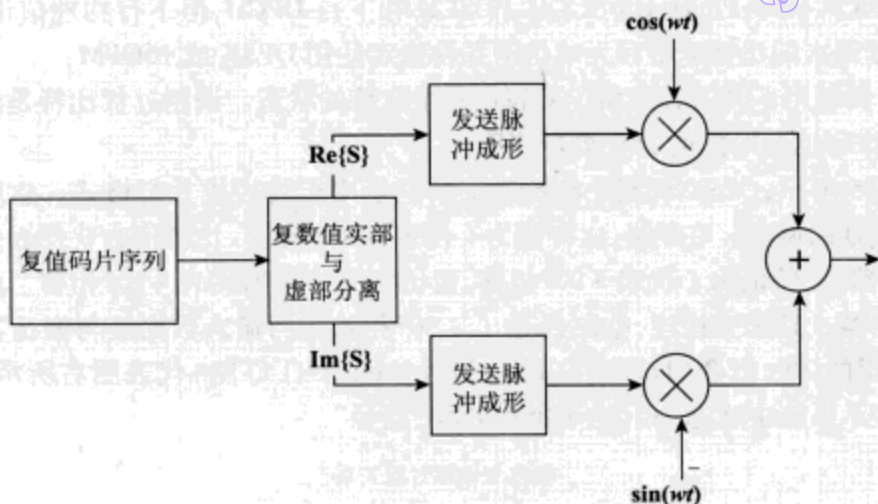 cos(wt)
发送脉
冲成形
Re{S}
复值码片序列
复数值实部
与
虚部分离
+
Im{S}
发送脉
冲成形
sin(wt)